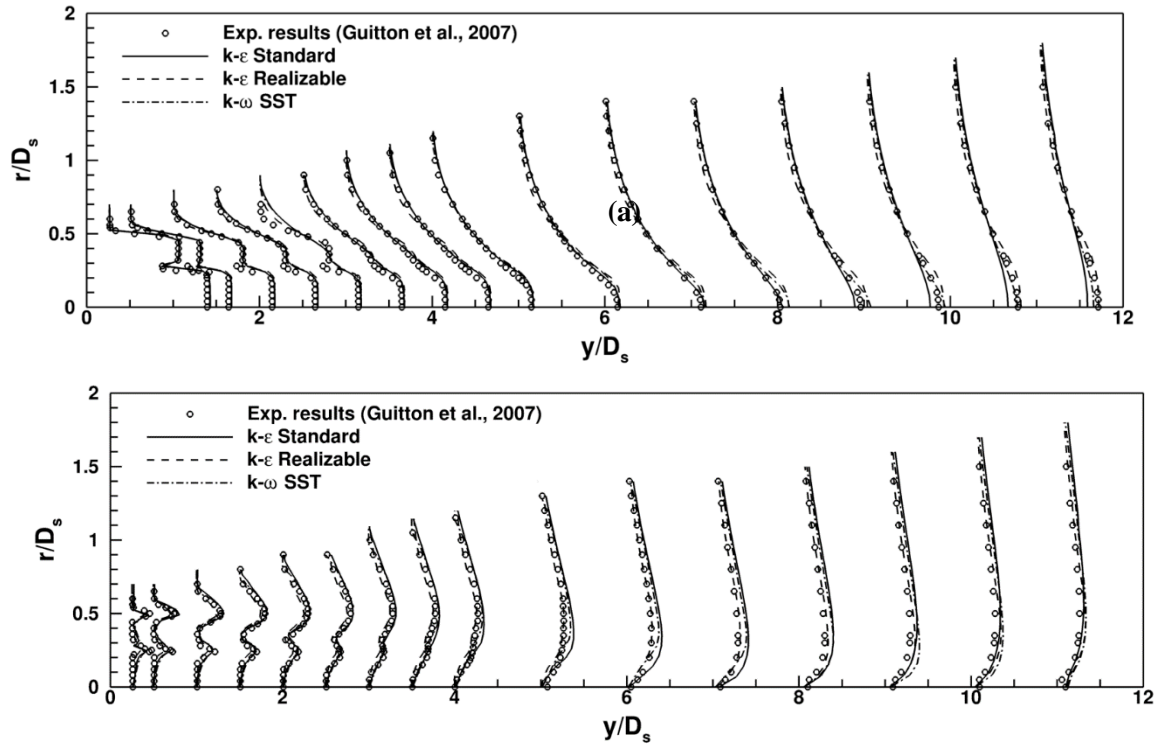 2
Exp. results (Guitton et al., 2007)
k-ε Standard
k-ε Realizable
k-ω SST
1.5
1
0.5
0
r/Ds
(a)
0 2 4 6 8 10 12
y/Ds
2
Exp. results (Guitton et al., 2007)
k-ε Standard
k-ε Realizable
k-ω SST
1.5
1
0.5
0
r/Ds
0 2 4 6 8 10 12
y/Ds